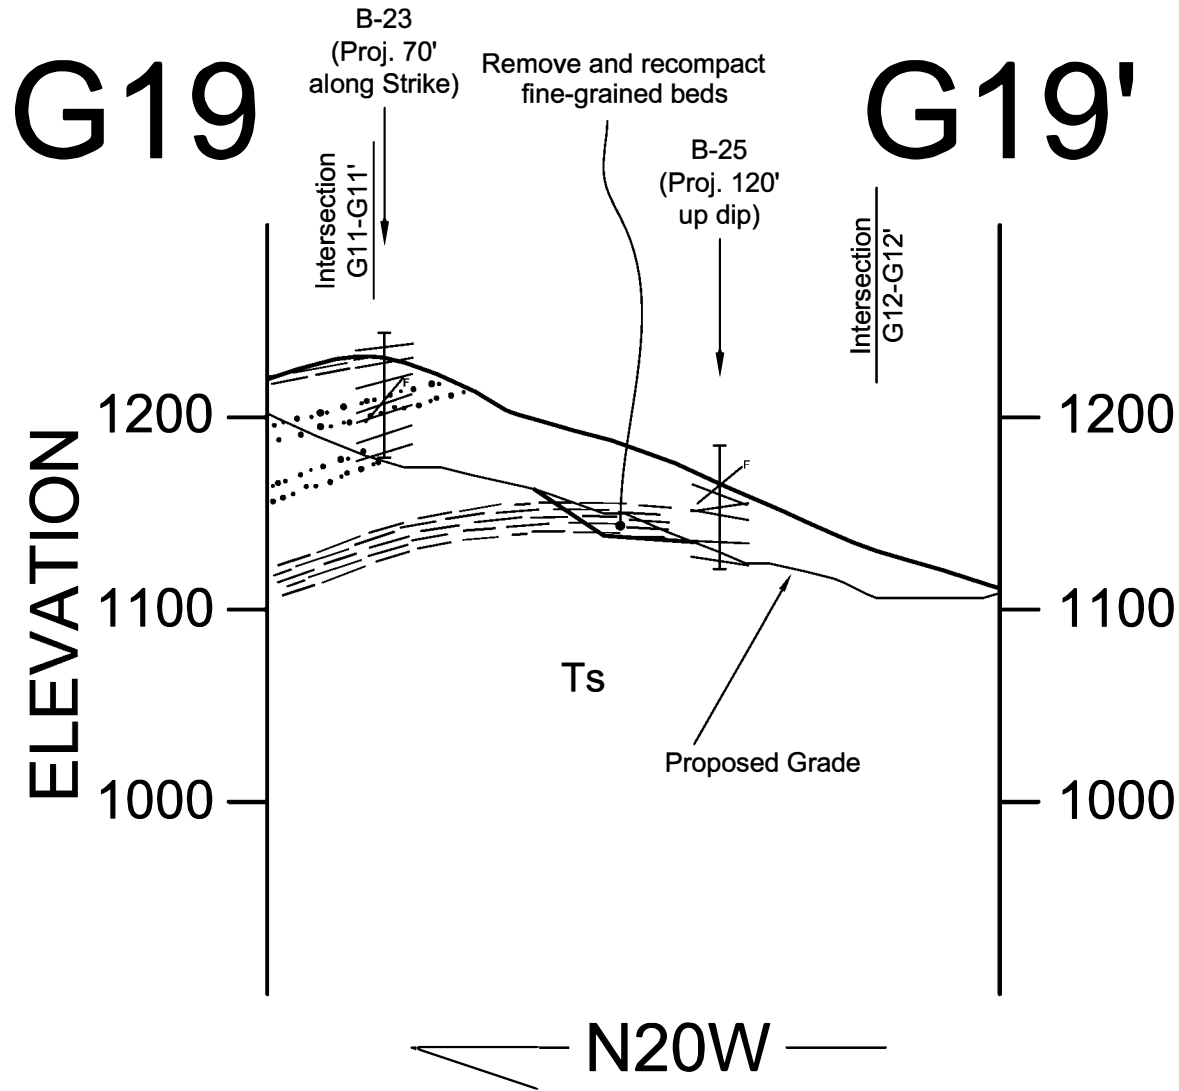 G19
B-23
(Proj. 70'
along Strike)
Remove and recompact
fine-grained beds
G19'
B-25
(Proj. 120'
up dip)
Intersection
G11-G11'
Intersection
G12-G12'
F
F
ELEVATION
1200
1200
1100
1100
Ts
Proposed Grade
1000
1000
N20W